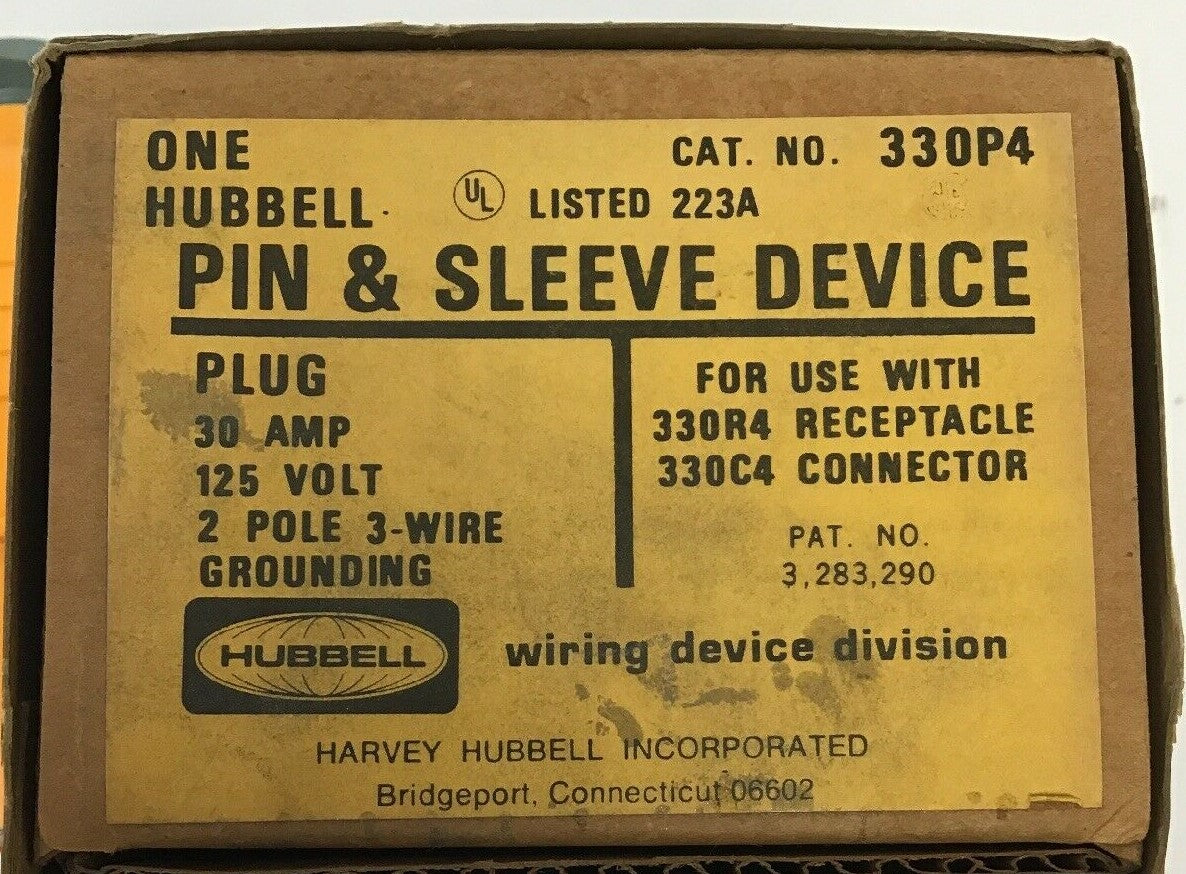 ONE
HUBBELL
CAT. NO. 330P4
UL LISTED 223A
PIN & SLEEVE DEVICE
PLUG
30 AMP
125 VOLT
2 POLE 3-WIRE
GROUNDING
FOR USE WITH
330R4 RECEPTACLE
330C4 CONNECTOR
PAT. NO.
3,283,290
HUBBELL
wiring device division
HARVEY HUBBELL INCORPORATED
Bridgeport, Connecticut 06602